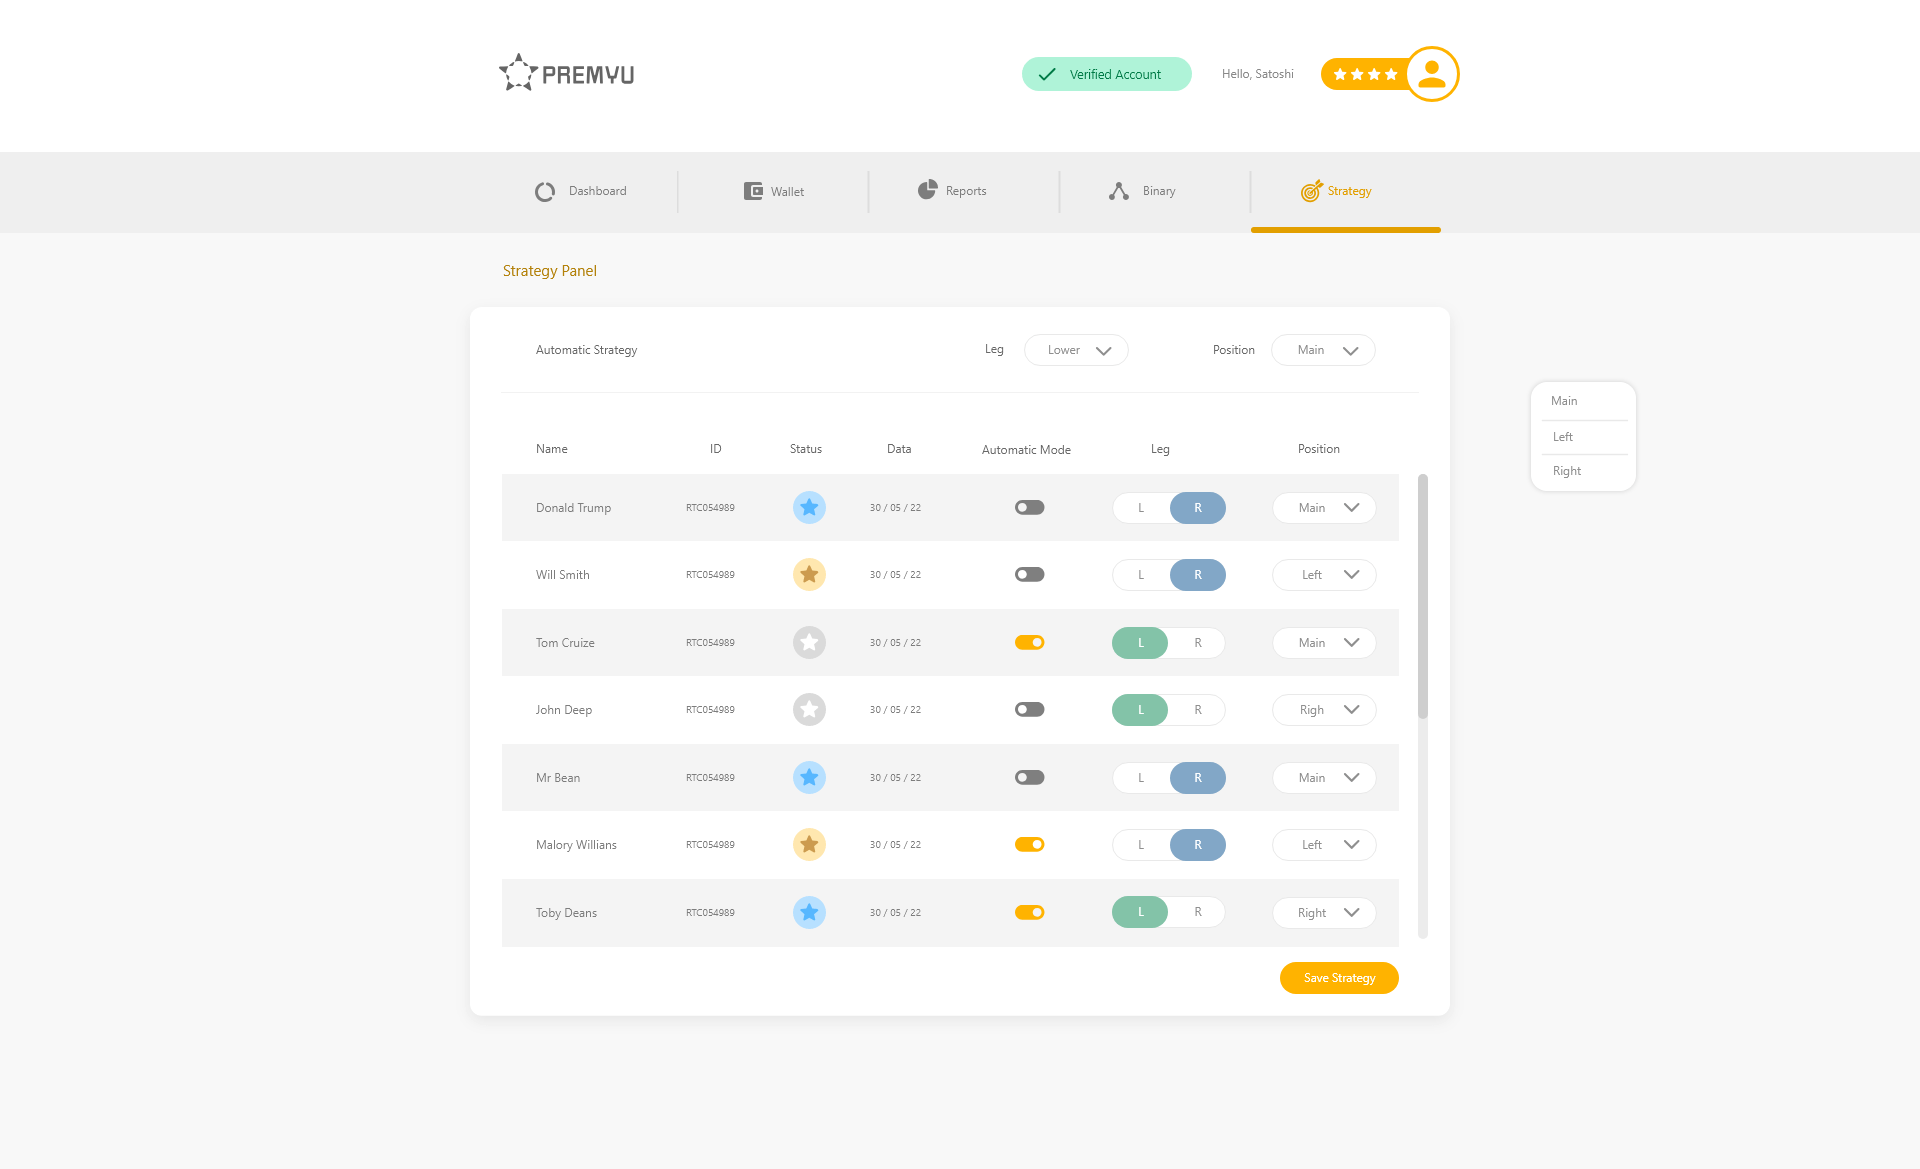 PREMYU
Verified Account
Hello, Satoshi
Dashboard
Wallet
Reports
Binary
Strategy
Strategy Panel
Automatic Strategy
Leg Lower
Position Main
Main
Left
Right
Name ID Status Data Automatic Mode Leg Position
Donald Trump RTC054989 30 / 05 / 22 L R Main
Will Smith RTC054989 30 / 05 / 22 L R Left
Tom Cruize RTC054989 30 / 05 / 22 L R Main
John Deep RTC054989 30 / 05 / 22 L R Righ
Mr Bean RTC054989 30 / 05 / 22 L R Main
Malory Willians RTC054989 30 / 05 / 22 L R Left
Toby Deans RTC054989 30 / 05 / 22 L R Right
Save Strategy